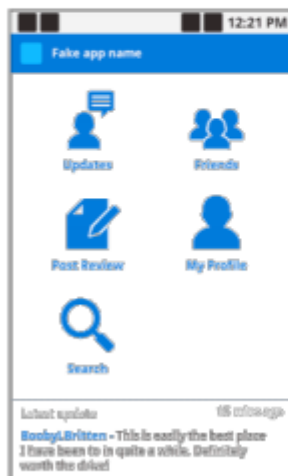 12:21 PM
Fake app name
Updates
Friends
Post Review
My Profile
Search
Latest update
15 mins ago
BoobyLBritten - This is easily the best place
I have been to in quite a while. Definitely
worth the drive!